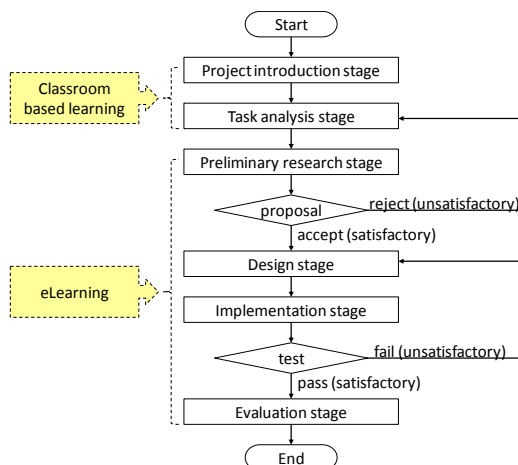 Start
Project introduction stage
Classroom
based learning
Task analysis stage
Preliminary research stage
proposal
reject (unsatisfactory)
accept (satisfactory)
Design stage
eLearning
Implementation stage
test
fail (unsatisfactory)
pass (satisfactory)
Evaluation stage
End